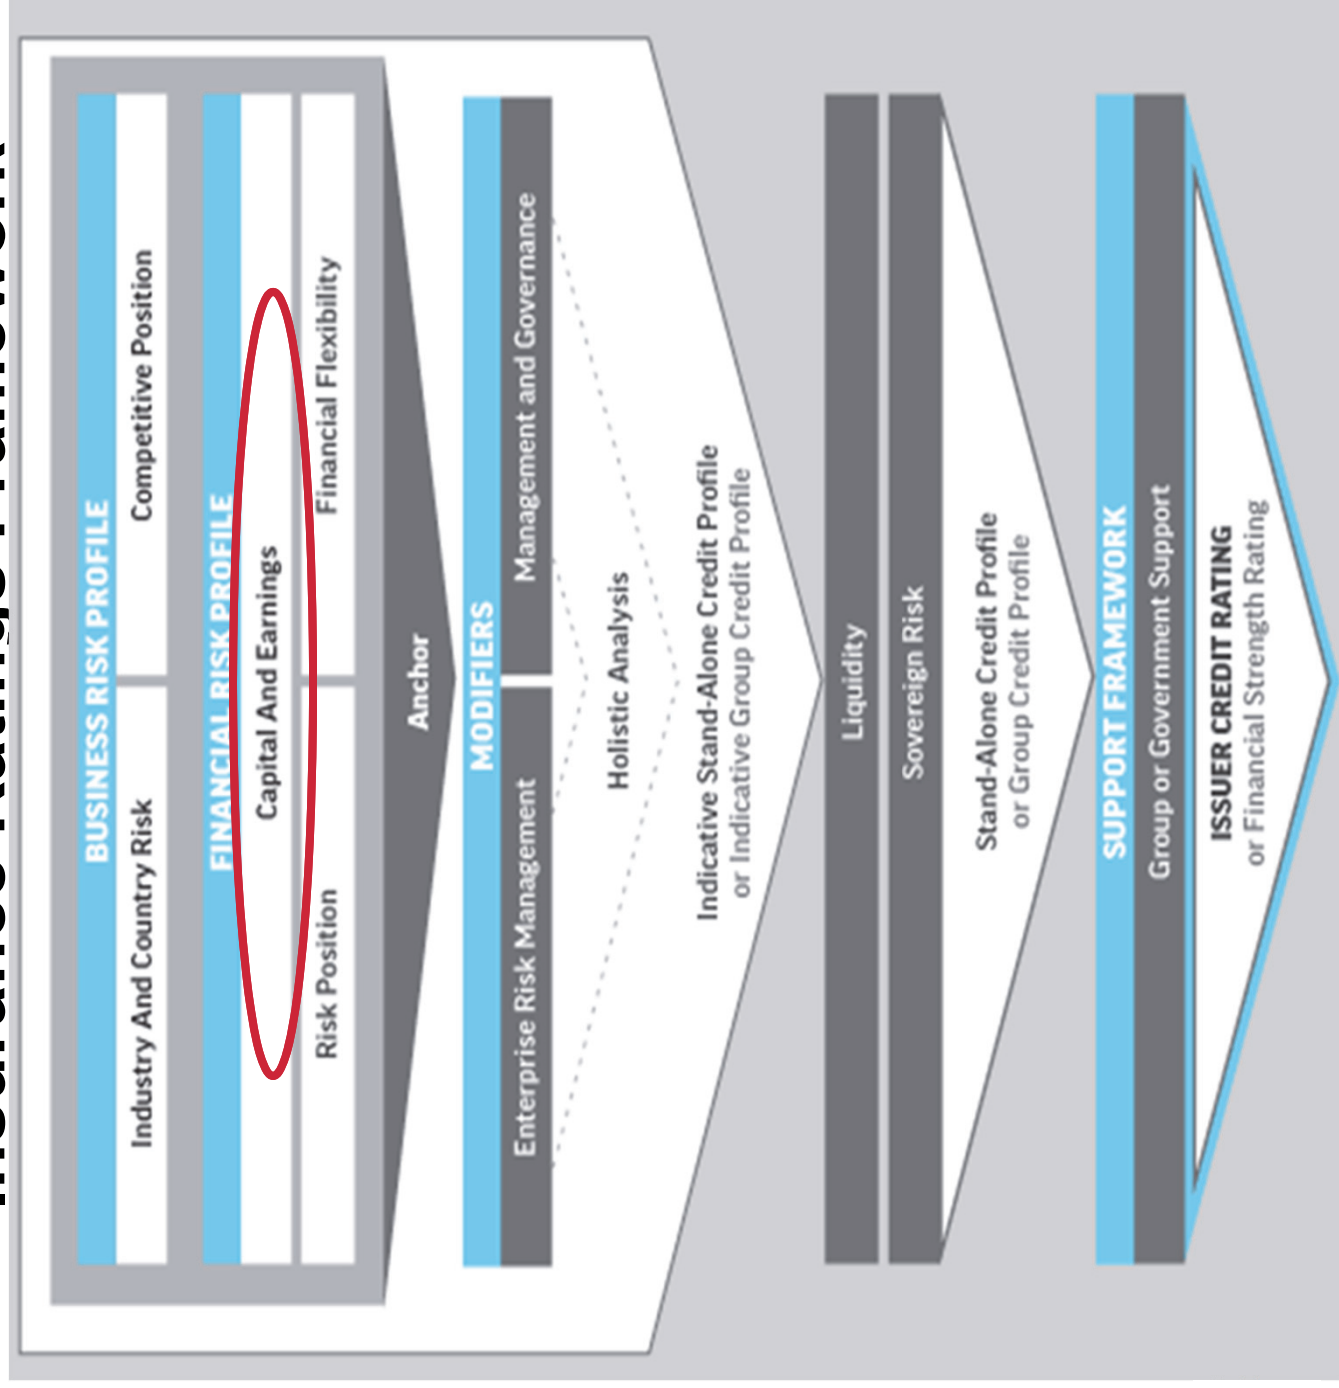 Insurance Ratings Framework
BUSINESS RISK PROFILE
Industry And Country Risk
Competitive Position
FINANCIAL RISK PROFILE
Capital And Earnings
Risk Position
Financial Flexibility
Anchor
MODIFIERS
Enterprise Risk Management
Management and Governance
Holistic Analysis
Indicative Stand-Alone Credit Profile
or Indicative Group Credit Profile
Liquidity
Sovereign Risk
Stand-Alone Credit Profile
or Group Credit Profile
SUPPORT FRAMEWORK
Group or Government Support
ISSUER CREDIT RATING
or Financial Strength Rating